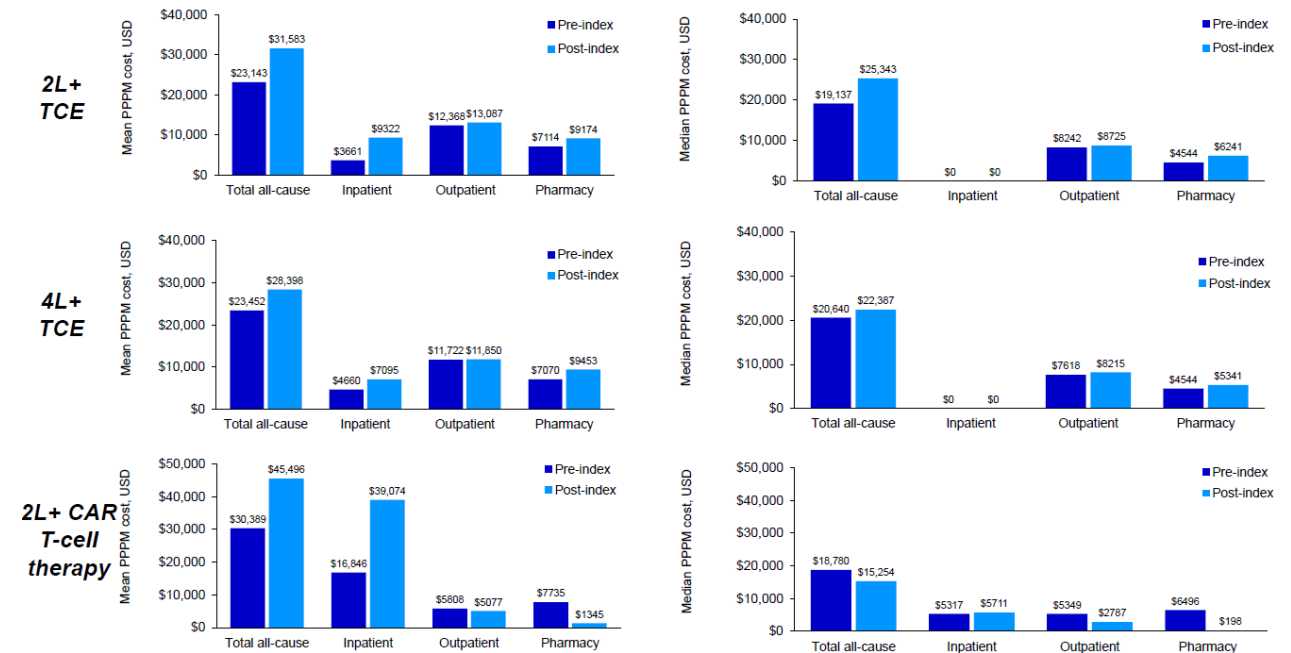 2L+
TCE
Mean PPPM cost, USD
$40,000
$30,000
$20,000
$10,000
$0
Pre-index
Post-index
$23,143
$31,583
$3661
$9322
$12,368
$13,087
$7114
$9174
Total all-cause
Inpatient
Outpatient
Pharmacy
Median PPPM cost, USD
$40,000
$30,000
$20,000
$10,000
$0
Pre-index
Post-index
$19,137
$25,343
$0
$0
$8242
$8725
$4544
$6241
Total all-cause
Inpatient
Outpatient
Pharmacy
4L+
TCE
Mean PPPM cost, USD
$40,000
$30,000
$20,000
$10,000
$0
Pre-index
Post-index
$23,452
$28,398
$4660
$7095
$11,722
$11,850
$7070
$9453
Total all-cause
Inpatient
Outpatient
Pharmacy
Median PPPM cost, USD
$40,000
$30,000
$20,000
$10,000
$0
Pre-index
Post-index
$20,640
$22,387
$0
$0
$7618
$8215
$4544
$5341
Total all-cause
Inpatient
Outpatient
Pharmacy
2L+ CAR
T-cell
therapy
Mean PPPM cost, USD
$50,000
$40,000
$30,000
$20,000
$10,000
$0
Pre-index
Post-index
$30,389
$45,496
$16,846
$39,074
$5808
$5077
$7735
$1345
Total all-cause
Inpatient
Outpatient
Pharmacy
Median PPPM cost, USD
$50,000
$40,000
$30,000
$20,000
$10,000
$0
Pre-index
Post-index
$18,780
$15,254
$5317
$5711
$5349
$2787
$6496
$198
Total all-cause
Inpatient
Outpatient
Pharmacy